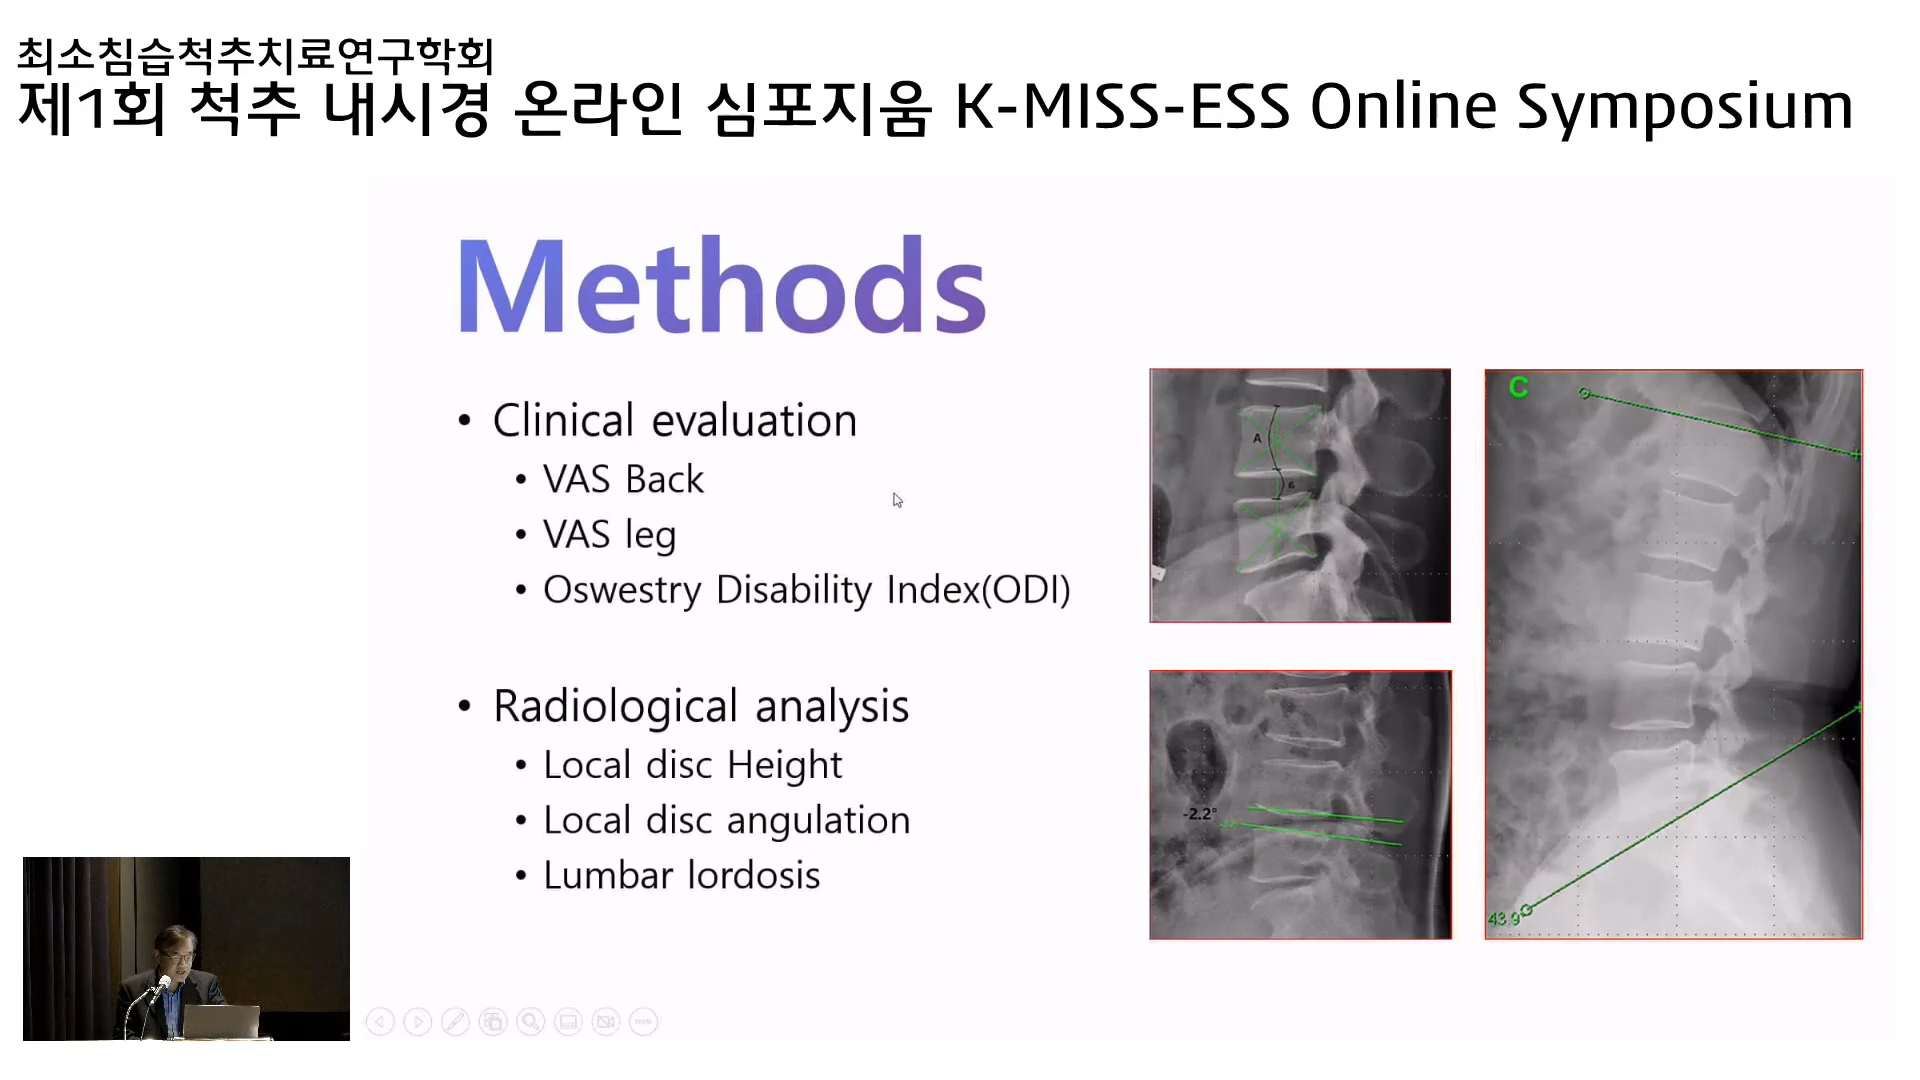 최소침습척추치료연구학회
제1회 척추 내시경 온라인 심포지움 K-MISS-ESS Online Symposium
Methods
• Clinical evaluation
• VAS Back
• VAS leg
• Oswestry Disability Index(ODI)
• Radiological analysis
• Local disc Height
• Local disc angulation
• Lumbar lordosis
A
-2.2°
C
43.9